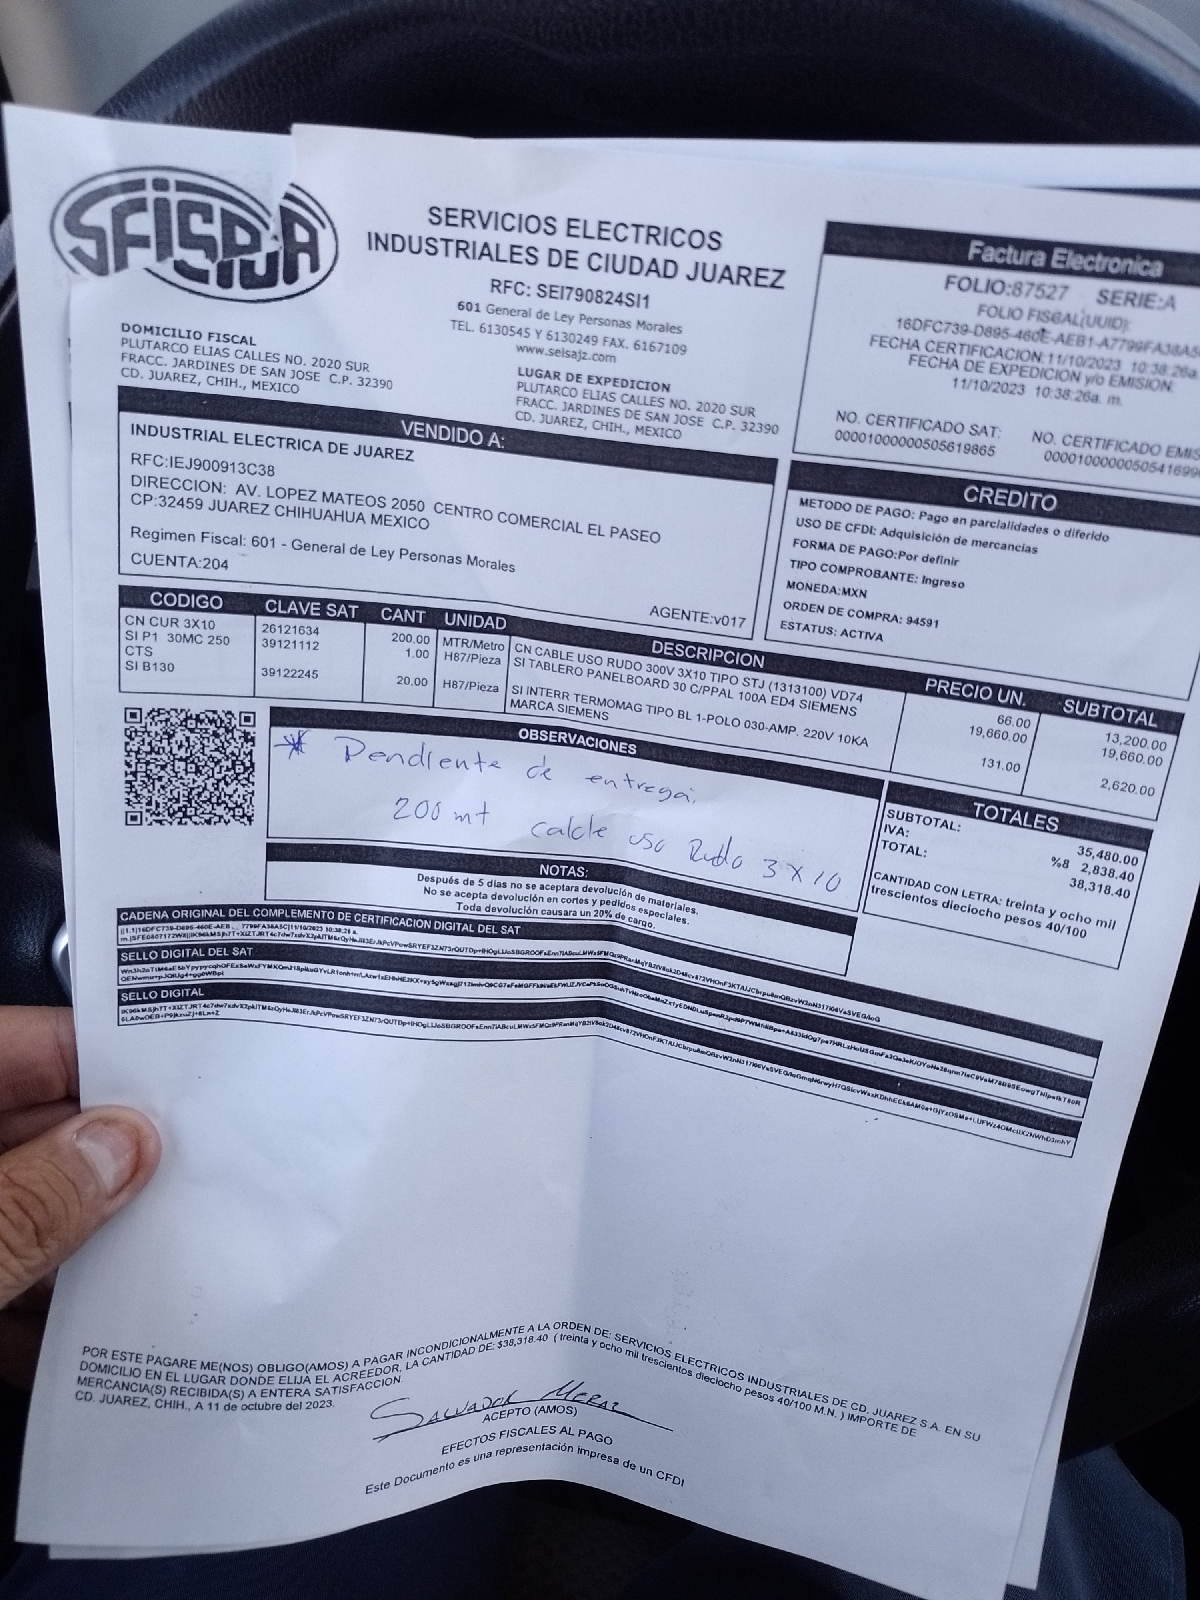 SEISA
SERVICIOS ELECTRICOS
INDUSTRIALES DE CIUDAD JUAREZ
RFC: SEI790824SI1
601 General de Ley Personas Morales
TEL. 6130545 Y 6130249 FAX. 6167109
www.seisajz.com
DOMICILIO FISCAL
PLUTARCO ELIAS CALLES NO. 2020 SUR
FRACC. JARDINES DE SAN JOSE C.P. 32390
CD. JUAREZ, CHIH., MEXICO
LUGAR DE EXPEDICION
PLUTARCO ELIAS CALLES NO. 2020 SUR
FRACC. JARDINES DE SAN JOSE C.P. 32390
CD. JUAREZ, CHIH., MEXICO
Factura Electronica
FOLIO:87527 SERIE:A
FOLIO FISCAL(UUID):
16DFC739-D895-460E-AEB1-A7799FA38A5
FECHA CERTIFICACION:11/10/2023 10:38:26a
FECHA DE EXPEDICION y/o EMISION:
11/10/2023 10:38:26a. m.
NO. CERTIFICADO SAT:
00001000000505619865
NO. CERTIFICADO EMIS
000010000005054169
VENDIDO A:
INDUSTRIAL ELECTRICA DE JUAREZ
RFC:IEJ900913C38
DIRECCION: AV. LOPEZ MATEOS 2050 CENTRO COMERCIAL EL PASEO
CP:32459 JUAREZ CHIHUAHUA MEXICO
Regimen Fiscal: 601 - General de Ley Personas Morales
CUENTA:204
AGENTE:v017
CREDITO
METODO DE PAGO: Pago en parcialidades o diferido
USO DE CFDI: Adquisición de mercancias
FORMA DE PAGO:Por definir
TIPO COMPROBANTE: Ingreso
MONEDA:MXN
ORDEN DE COMPRA: 94591
ESTATUS: ACTIVA
CODIGO CLAVE SAT CANT UNIDAD DESCRIPCION PRECIO UN. SUBTOTAL
CN CUR 3X10 26121634 200.00 MTR/Metro CN CABLE USO RUDO 300V 3X10 TIPO STJ (1313100) VD74 66.00 13,200.00
SI P1 30MC 250 39121112 1.00 H87/Pieza SI TABLERO PANELBOARD 30 C/PPAL 100A ED4 SIEMENS 19,660.00 19,660.00
CTS
SI B130 39122245 20.00 H87/Pieza SI INTERR TERMOMAG TIPO BL 1-POLO 030-AMP. 220V 10KA 131.00 2,620.00
MARCA SIEMENS
OBSERVACIONES
* Pendiente de entrega:
200 mt cable uso Rudo 3 X 10
TOTALES
SUBTOTAL: 35,480.00
IVA: %8 2,838.40
TOTAL: 38,318.40
CANTIDAD CON LETRA: treinta y ocho mil
trescientos dieciocho pesos 40/100
NOTAS:
Después de 5 dias no se aceptara devolución de materiales.
No se acepta devolución en cortes y pedidos especiales.
Toda devolución causara un 20% de cargo.
CADENA ORIGINAL DEL COMPLEMENTO DE CERTIFICACION DIGITAL DEL SAT
SELLO DIGITAL DEL SAT
SELLO DIGITAL
POR ESTE PAGARE ME(NOS) OBLIGO(AMOS) A PAGAR INCONDICIONALMENTE A LA ORDEN DE: SERVICIOS ELECTRICOS INDUSTRIALES DE CD. JUAREZ S.A. EN SU
DOMICILIO EN EL LUGAR DONDE ELIJA EL ACREEDOR, LA CANTIDAD DE: $38,318.40 ( treinta y ocho mil trescientos dieciocho pesos 40/100 M.N. ) IMPORTE DE
MERCANCIA(S) RECIBIDA(S) A ENTERA SATISFACCION.
CD. JUAREZ, CHIH., A 11 de octubre del 2023.
SALVADOR MERAZ
ACEPTO (AMOS)
EFECTOS FISCALES AL PAGO
Este Documento es una representación impresa de un CFDI